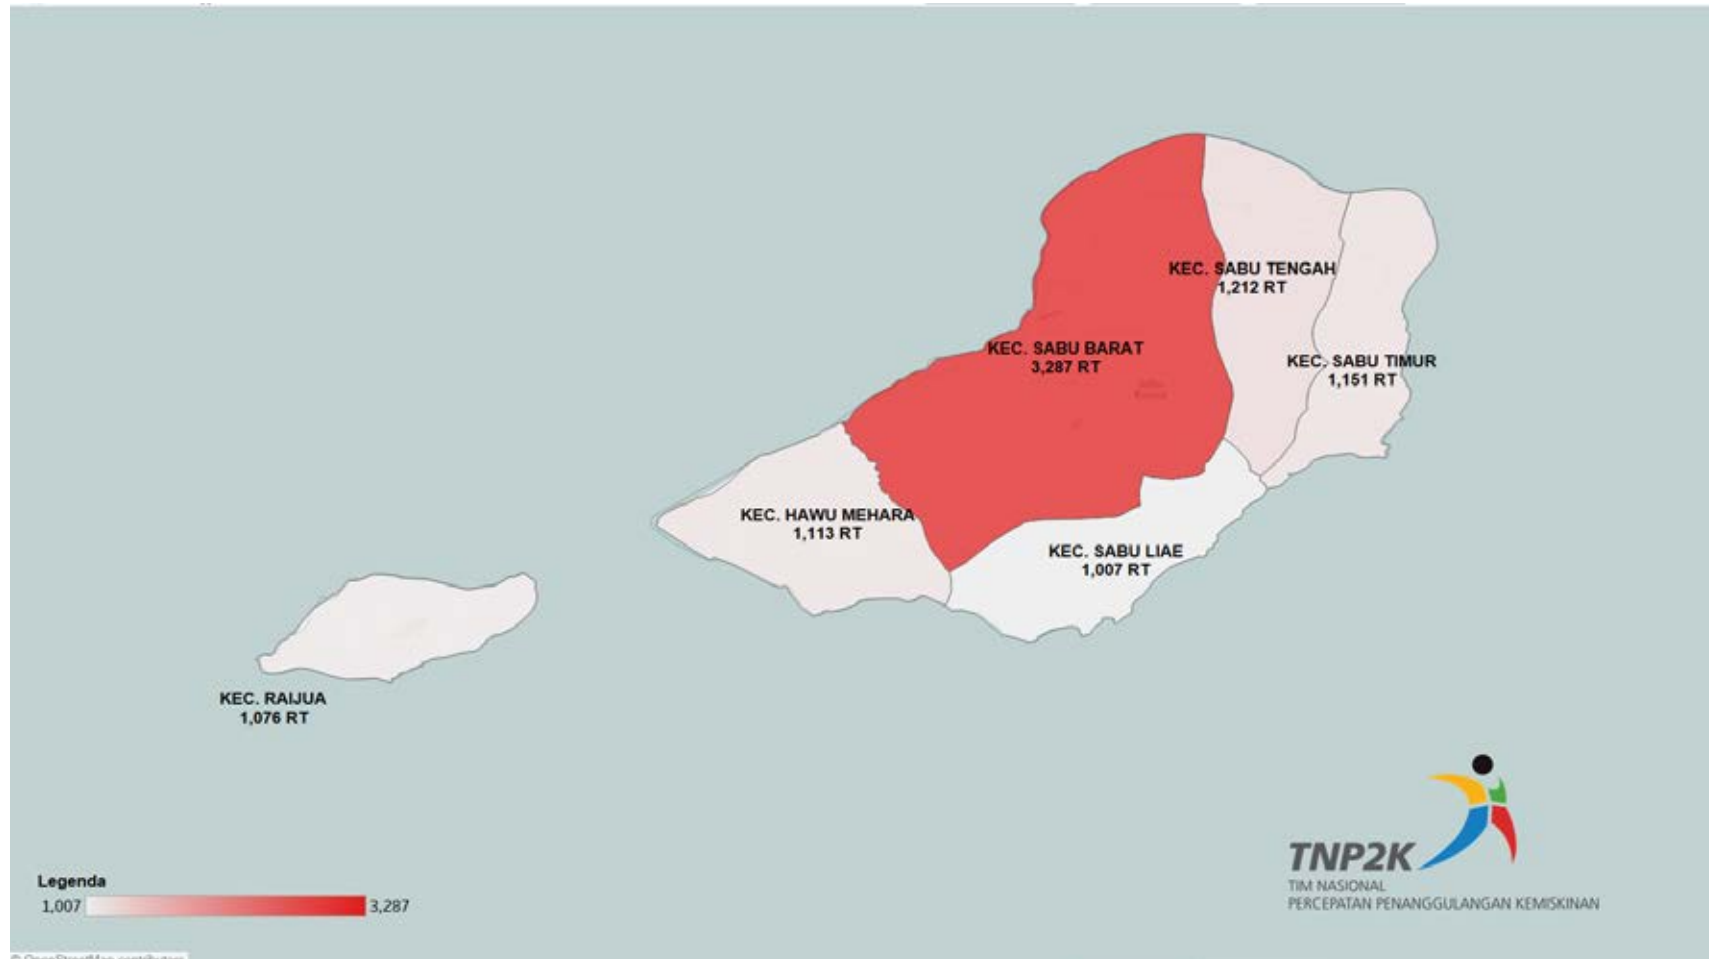 KEC. SABU TENGAH
1,212 RT
KEC. SABU BARAT
3,287 RT
KEC. SABU TIMUR
1,151 RT
KEC. HAWU MEHARA
1,113 RT
KEC. SABU LIAE
1,007 RT
KEC. RAIJUA
1,076 RT
TNP2K
TIM NASIONAL
PERCEPATAN PENANGGULANGAN KEMISKINAN
Legenda
1,007 3,287
© OpenStreetMap contributors